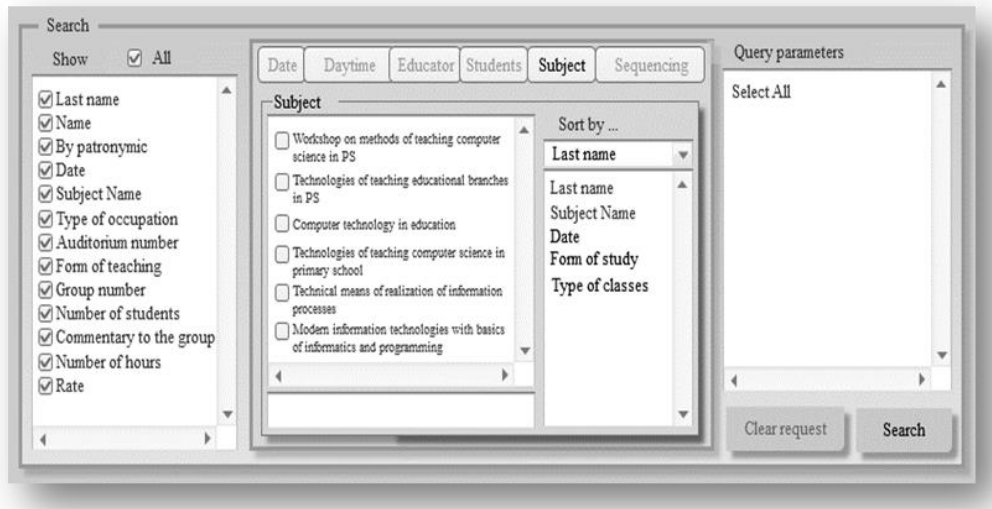 Search
Show All
Last name
Name
By patronymic
Date
Subject Name
Type of occupation
Auditorium number
Form of teaching
Group number
Number of students
Commentary to the group
Number of hours
Rate
Date Daytime Educator Students Subject Sequencing
Subject
Workshop on methods of teaching computer
science in PS
Technologies of teaching educational branches
in PS
Computer technology in education
Technologies of teaching computer science in
primary school
Technical means of realization of information
processes
Modern information technologies with basics
of informatics and programming
Sort by ...
Last name
Last name
Subject Name
Date
Form of study
Type of classes
Query parameters
Select All
Clear request
Search